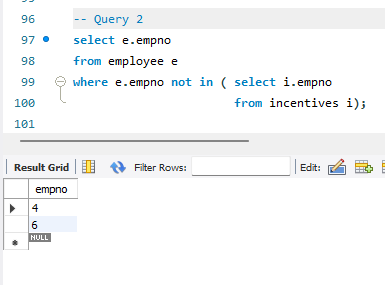 96 -- Query 2
97 select e.empno
98 from employee e
99 where e.empno not in ( select i.empno
100 from incentives i);
101
Result Grid Filter Rows: Edit:
empno
4
6
NULL